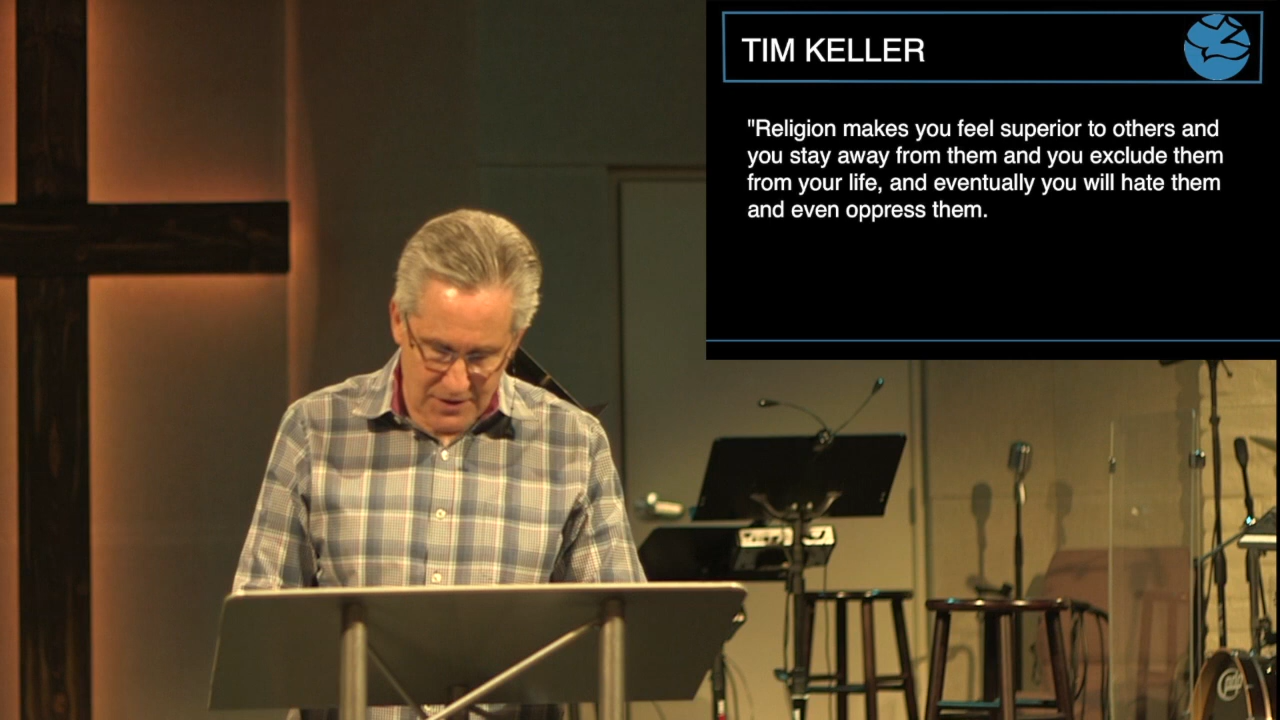 TIM KELLER
"Religion makes you feel superior to others and
you stay away from them and you exclude them
from your life, and eventually you will hate them
and even oppress them.